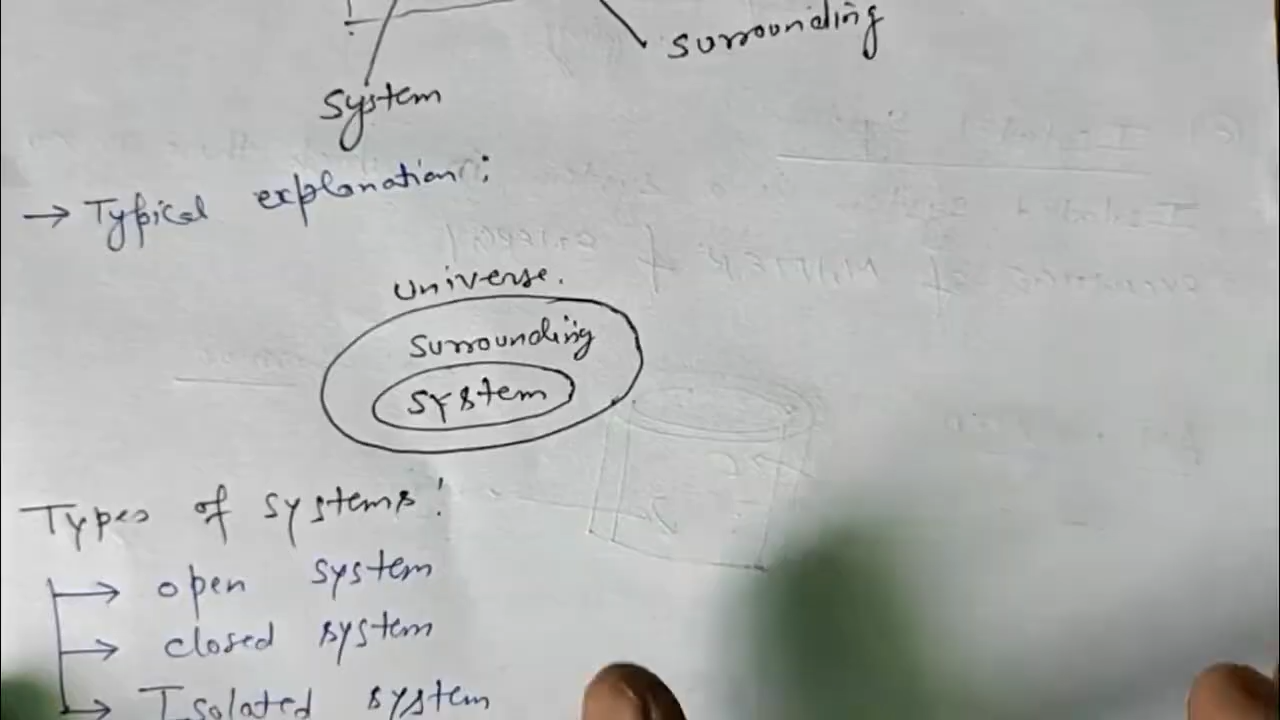 surrounding
system
→ Typical explanation:
universe.
surrounding
system
Types of systems:
→ open system
→ closed system
→ Isolated system